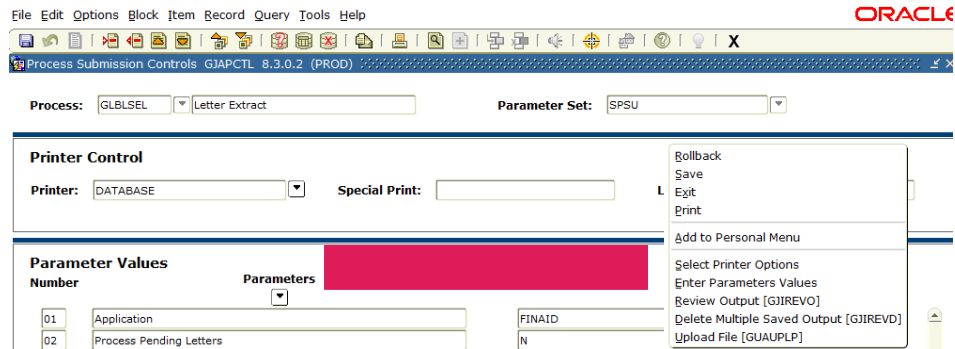 File Edit Options Block Item Record Query Tools Help
ORACLE
X
Process Submission Controls GJAPCTL 8.3.0.2 (PROD)
Process: GLBLSEL Letter Extract Parameter Set: SPSU
Printer Control
Printer: DATABASE Special Print: L
Rollback
Save
Exit
Print
Add to Personal Menu
Select Printer Options
Enter Parameters Values
Review Output [GJIREVO]
Delete Multiple Saved Output [GJIREVD]
Upload File [GUAUPLP]
Parameter Values
Number Parameters
01 Application FINAID
02 Process Pending Letters N